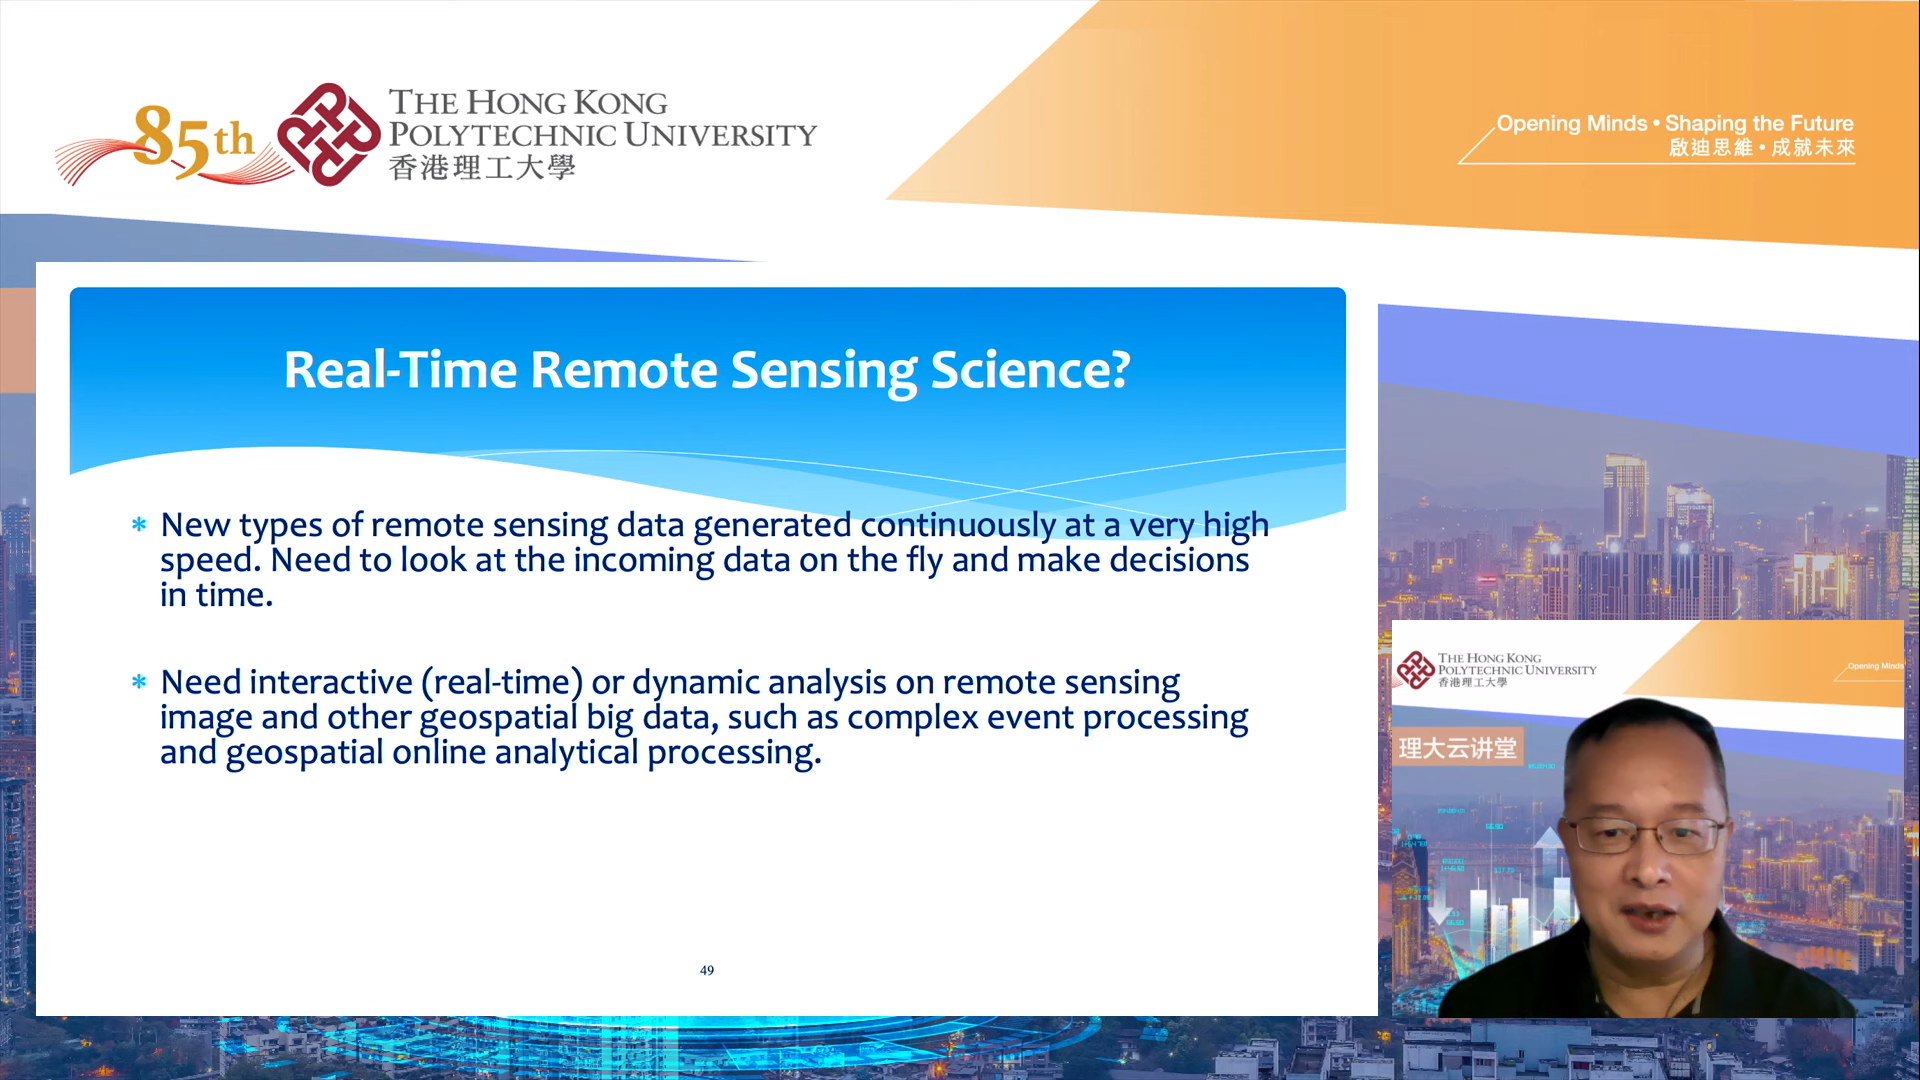 85th
THE HONG KONG
POLYTECHNIC UNIVERSITY
香港理工大學
Opening Minds • Shaping the Future
啟迪思維 • 成就未來
Real-Time Remote Sensing Science?
* New types of remote sensing data generated continuously at a very high
speed. Need to look at the incoming data on the fly and make decisions
in time.
* Need interactive (real-time) or dynamic analysis on remote sensing
image and other geospatial big data, such as complex event processing
and geospatial online analytical processing.
49
THE HONG KONG
POLYTECHNIC UNIVERSITY
香港理工大學
Opening Minds
理大云讲堂